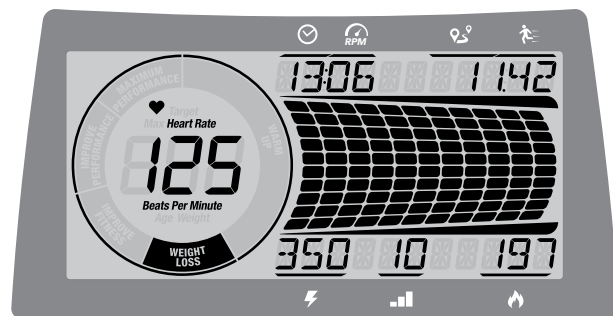 RPM
13:06
11.42
MAXIMUM
PERFORMANCE
Target
Max Heart Rate
IMPROVE
PERFORMANCE
WARM
UP
125
Beats Per Minute
Age Weight
IMPROVE
FITNESS
WEIGHT
LOSS
350
10
197